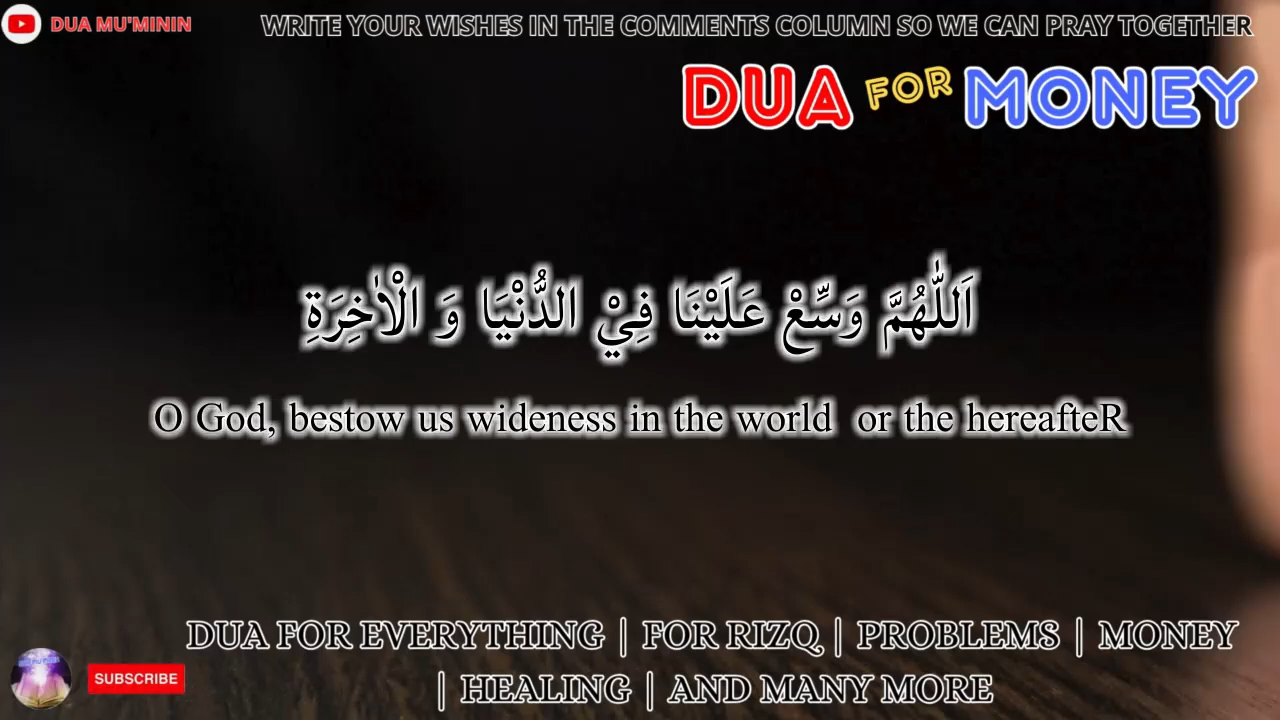 DUA MU'MININ
WRITE YOUR WISHES IN THE COMMENTS COLUMN SO WE CAN PRAY TOGETHER
DUA FOR MONEY
اَللّٰهُمَّ وَسِّعْ عَلَيْنَا فِيْ الدُّنْيَا وَ الْاٰخِرَةِ
O God, bestow us wideness in the world  or the hereafteR
DUA FOR EVERYTHING | FOR RIZQ | PROBLEMS | MONEY
| HEALING | AND MANY MORE
SUBSCRIBE